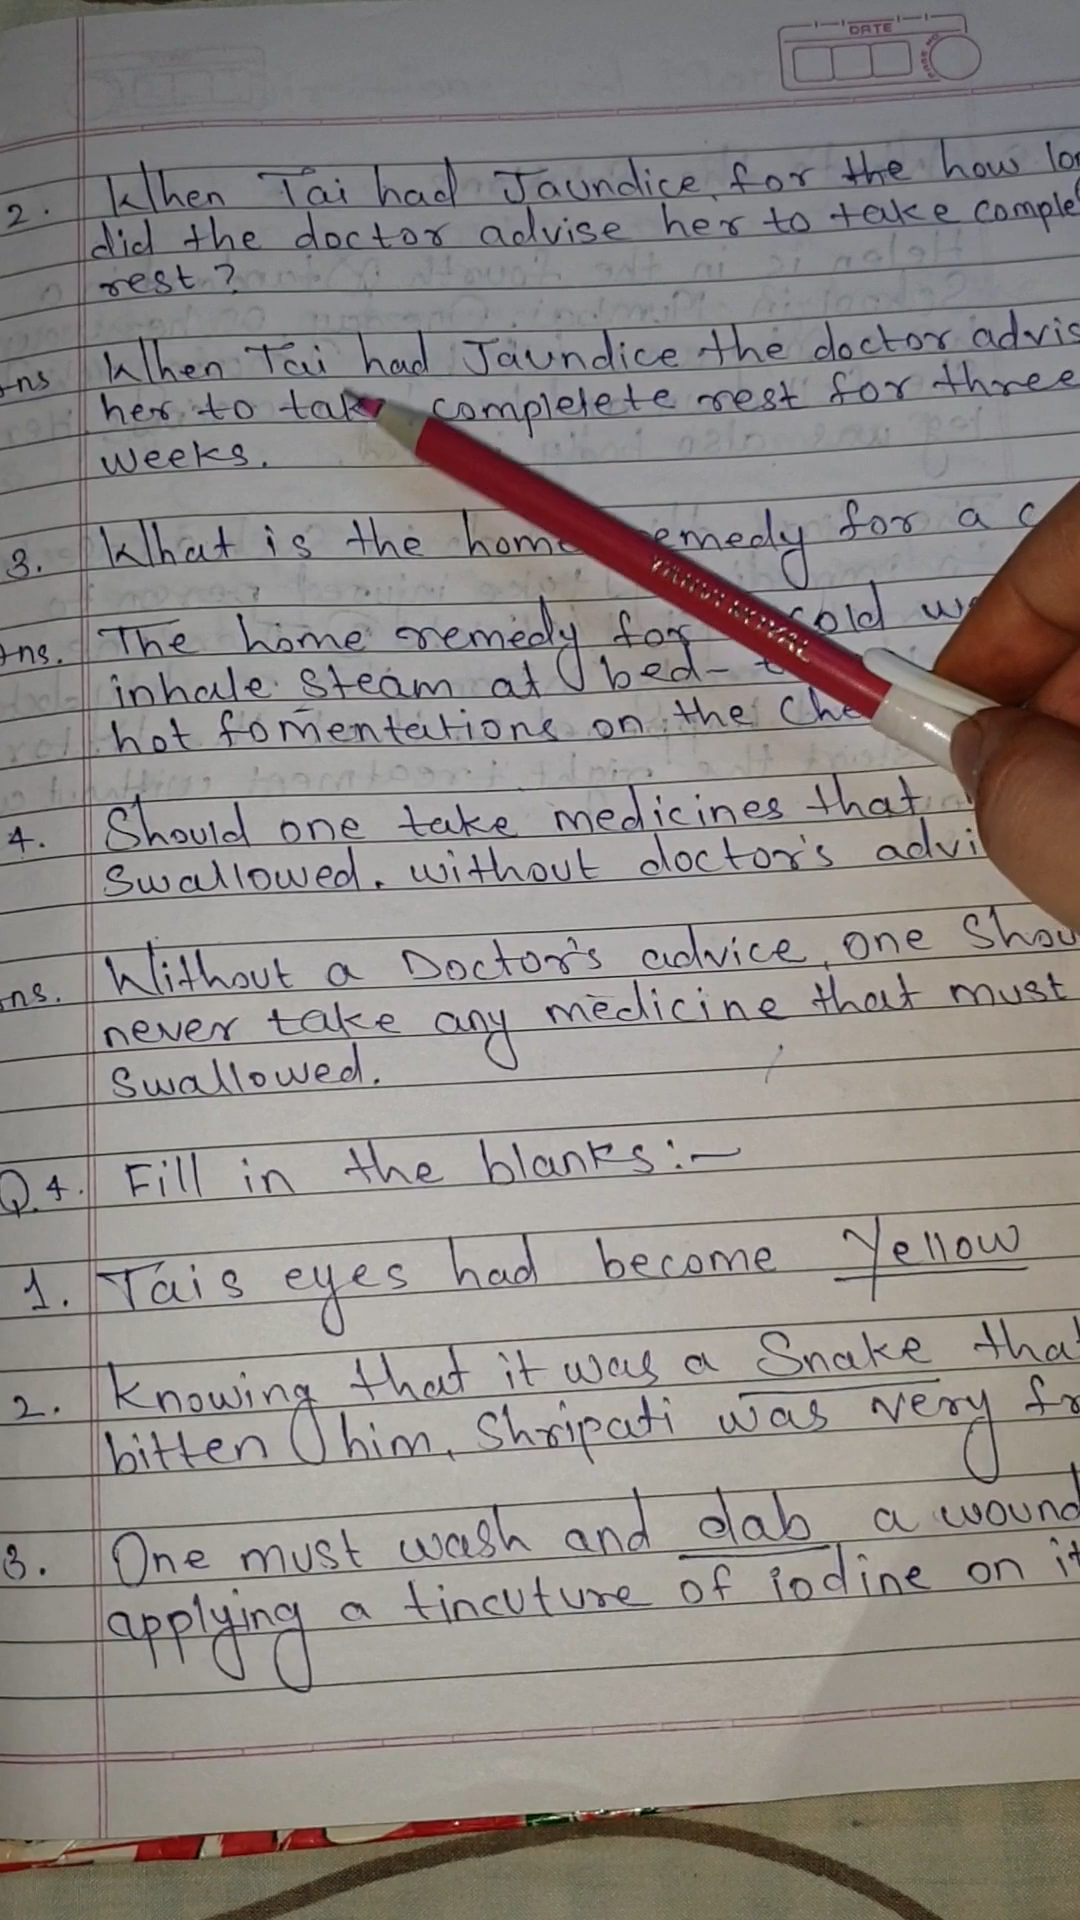 DATE
2. When Tai had Jaundice, for the how
did the doctor advise her to take
rest?
When Tai had Jaundice the doctor
her to complelete rest for three
weeks.
3. What is the for a
The home remedy for cold
inhale steam at bed-
hot fomentations on the
4. Should one take medicines that
Swallowed. without doctor's
Without a Doctor's advice, one
never take any medicine that must
Swallowed.
Q.4. Fill in the blanks:-
1. Tais eyes had become Yellow
2. Knowing that it was a Snake
bitten him, Shripati was very
3. One must wash and dab a wound
applying a tincuture of iodine on it